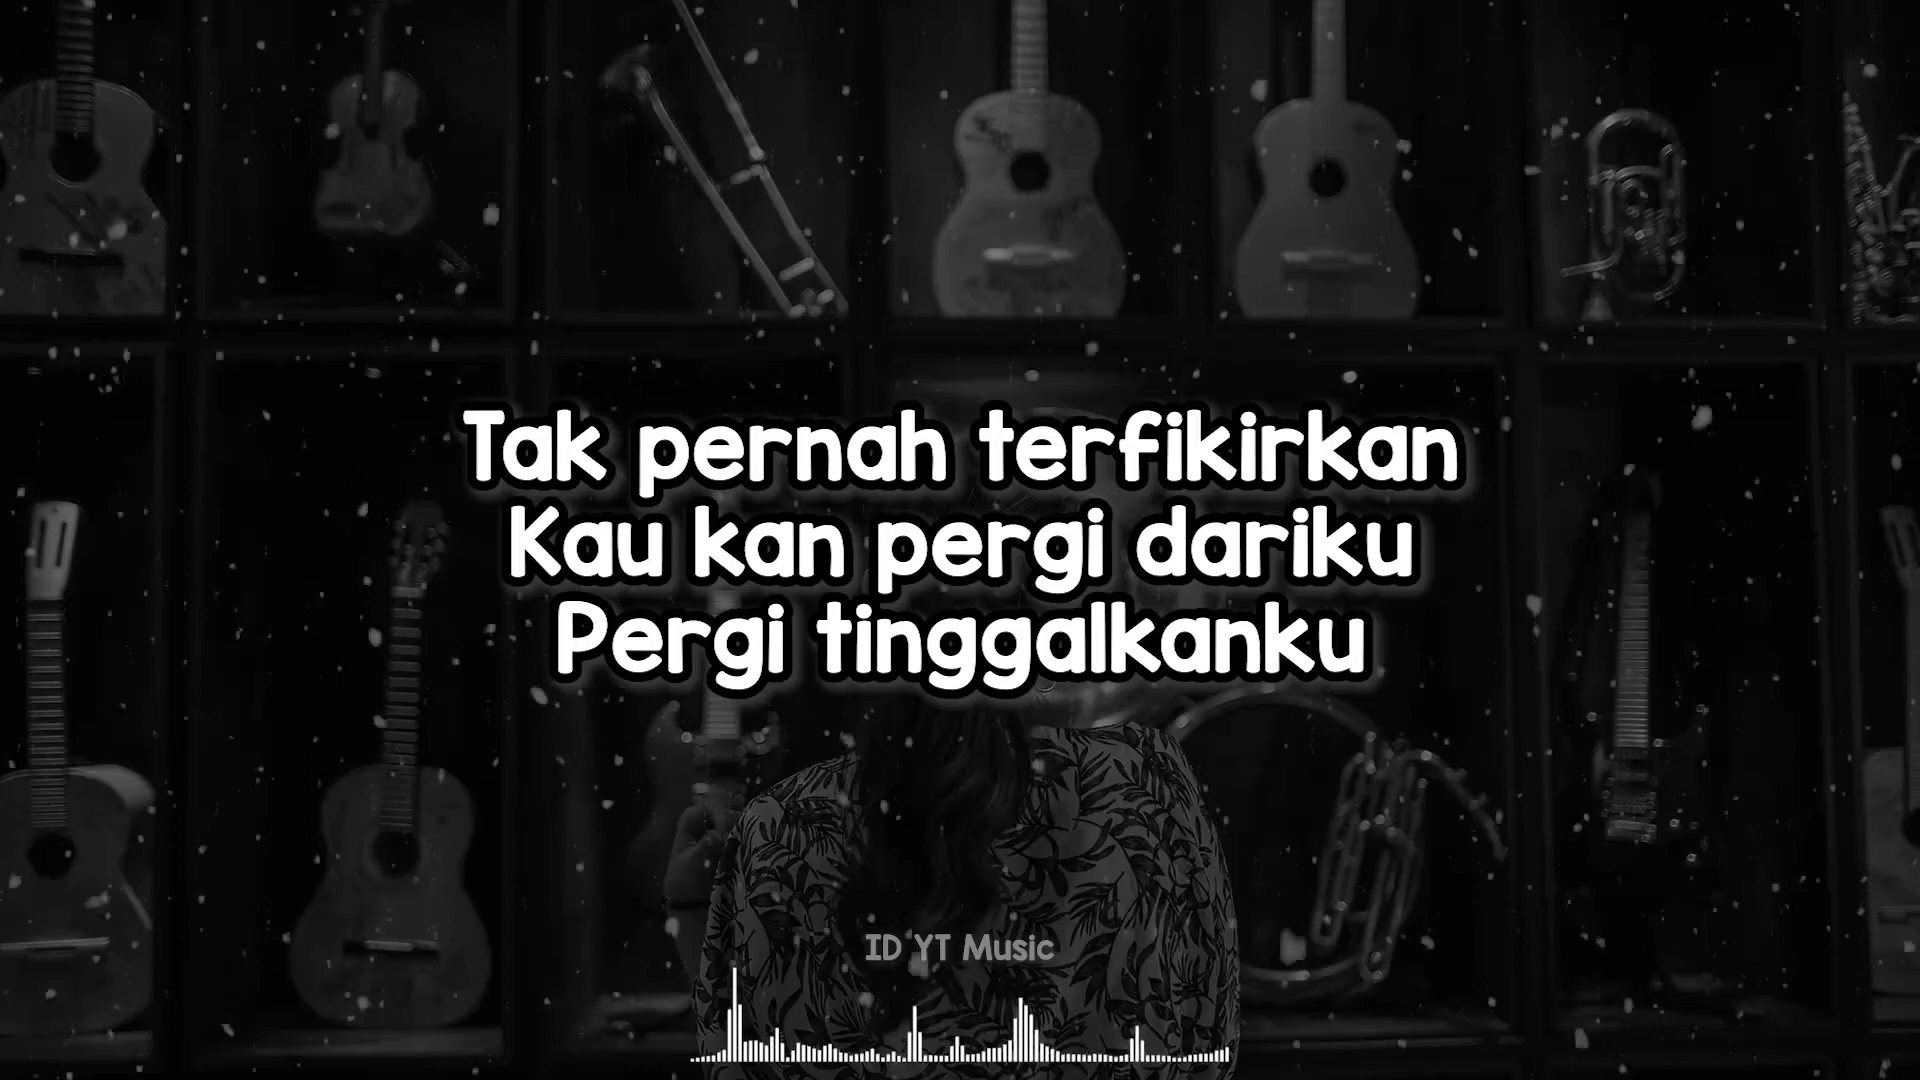 Tak pernah terfikirkan
Kau kan pergi dariku
Pergi tinggalkanku
ID YT Music